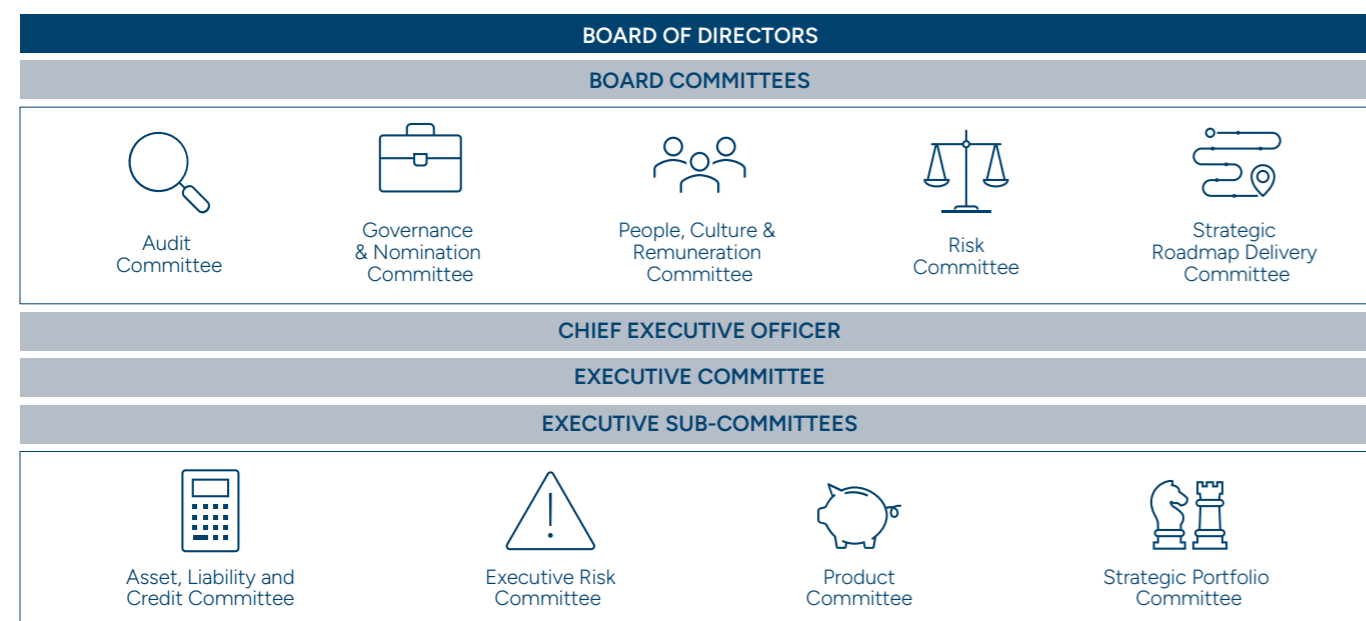 BOARD OF DIRECTORS
BOARD COMMITTEES
Audit
Committee
Governance
& Nomination
Committee
People, Culture &
Remuneration
Committee
Risk
Committee
Strategic
Roadmap Delivery
Committee
CHIEF EXECUTIVE OFFICER
EXECUTIVE COMMITTEE
EXECUTIVE SUB-COMMITTEES
Asset, Liability and
Credit Committee
Executive Risk
Committee
Product
Committee
Strategic Portfolio
Committee